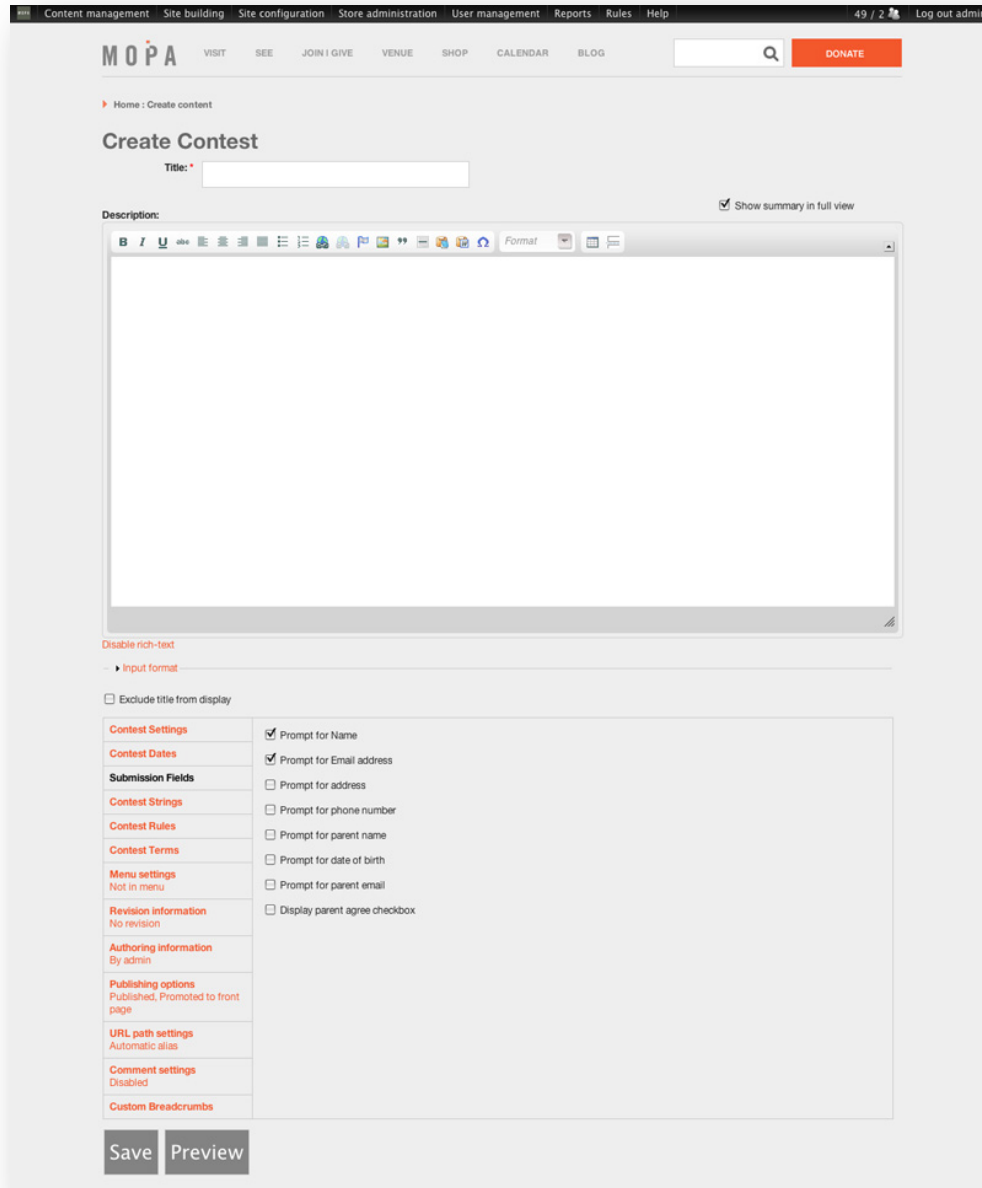 Content management Site building Site configuration Store administration User management Reports Rules Help 49 / 2 Log out admin
MOPA VISIT SEE JOIN I GIVE VENUE SHOP CALENDAR BLOG DONATE
Home : Create content
Create Contest
Title: *
Show summary in full view
Description:
B I U abc Format
Disable rich-text
Input format
Exclude title from display
Contest Settings
Contest Dates
Submission Fields
Contest Strings
Contest Rules
Contest Terms
Menu settings
Not in menu
Revision information
No revision
Authoring information
By admin
Publishing options
Published, Promoted to front
page
URL path settings
Automatic alias
Comment settings
Disabled
Custom Breadcrumbs
Prompt for Name
Prompt for Email address
Prompt for address
Prompt for phone number
Prompt for parent name
Prompt for date of birth
Prompt for parent email
Display parent agree checkbox
Save Preview